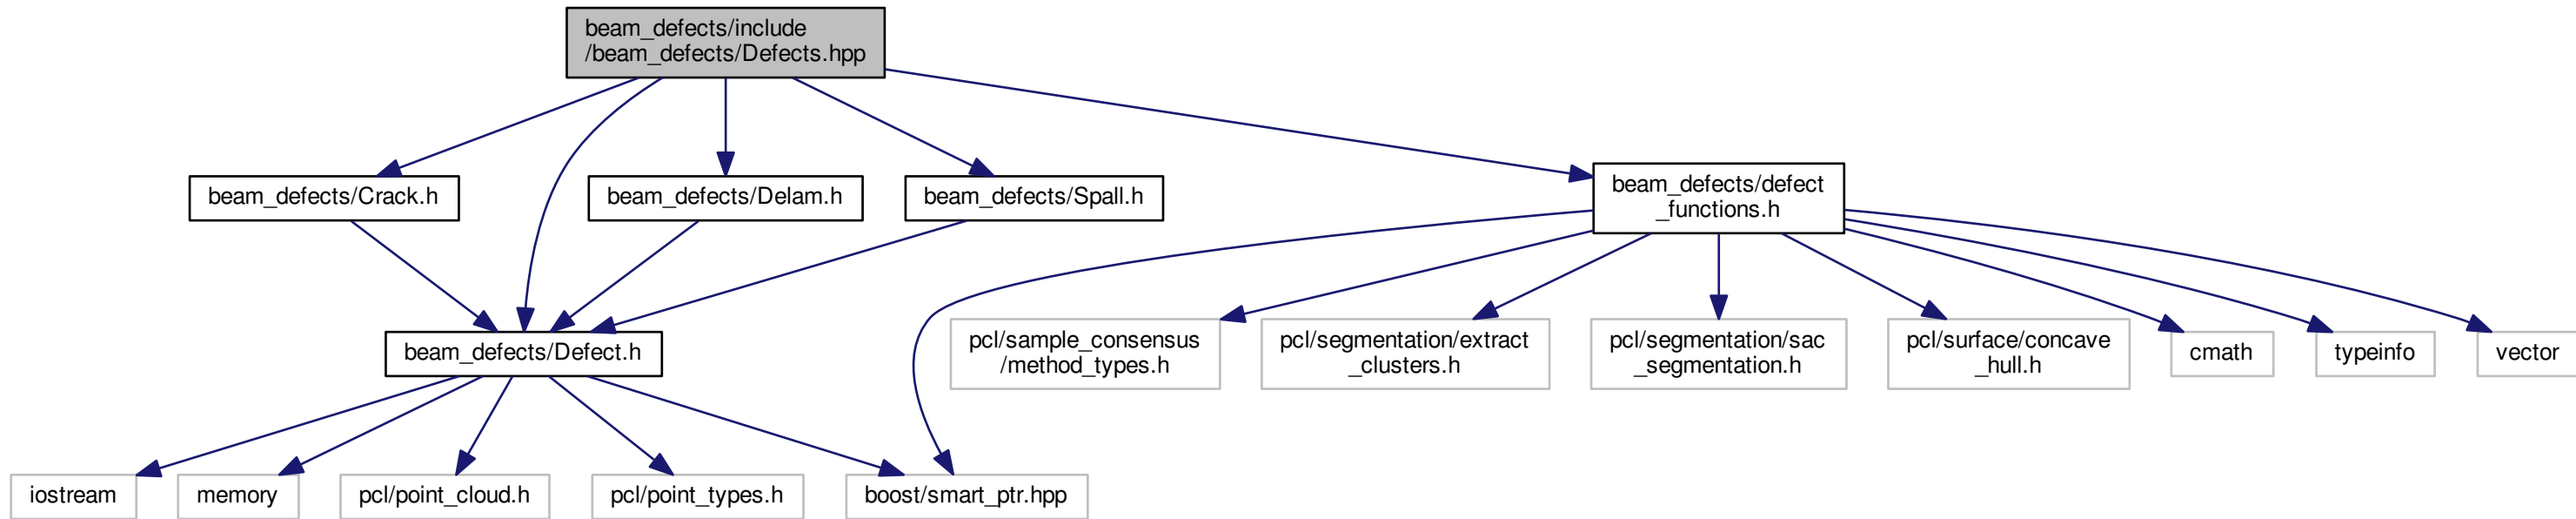 beam_defects/include
/beam_defects/Defects.hpp
beam_defects/Crack.h
beam_defects/Delam.h
beam_defects/Spall.h
beam_defects/defect
_functions.h
beam_defects/Defect.h
pcl/sample_consensus
/method_types.h
pcl/segmentation/extract
_clusters.h
pcl/segmentation/sac
_segmentation.h
pcl/surface/concave
_hull.h
cmath
typeinfo
vector
iostream
memory
pcl/point_cloud.h
pcl/point_types.h
boost/smart_ptr.hpp